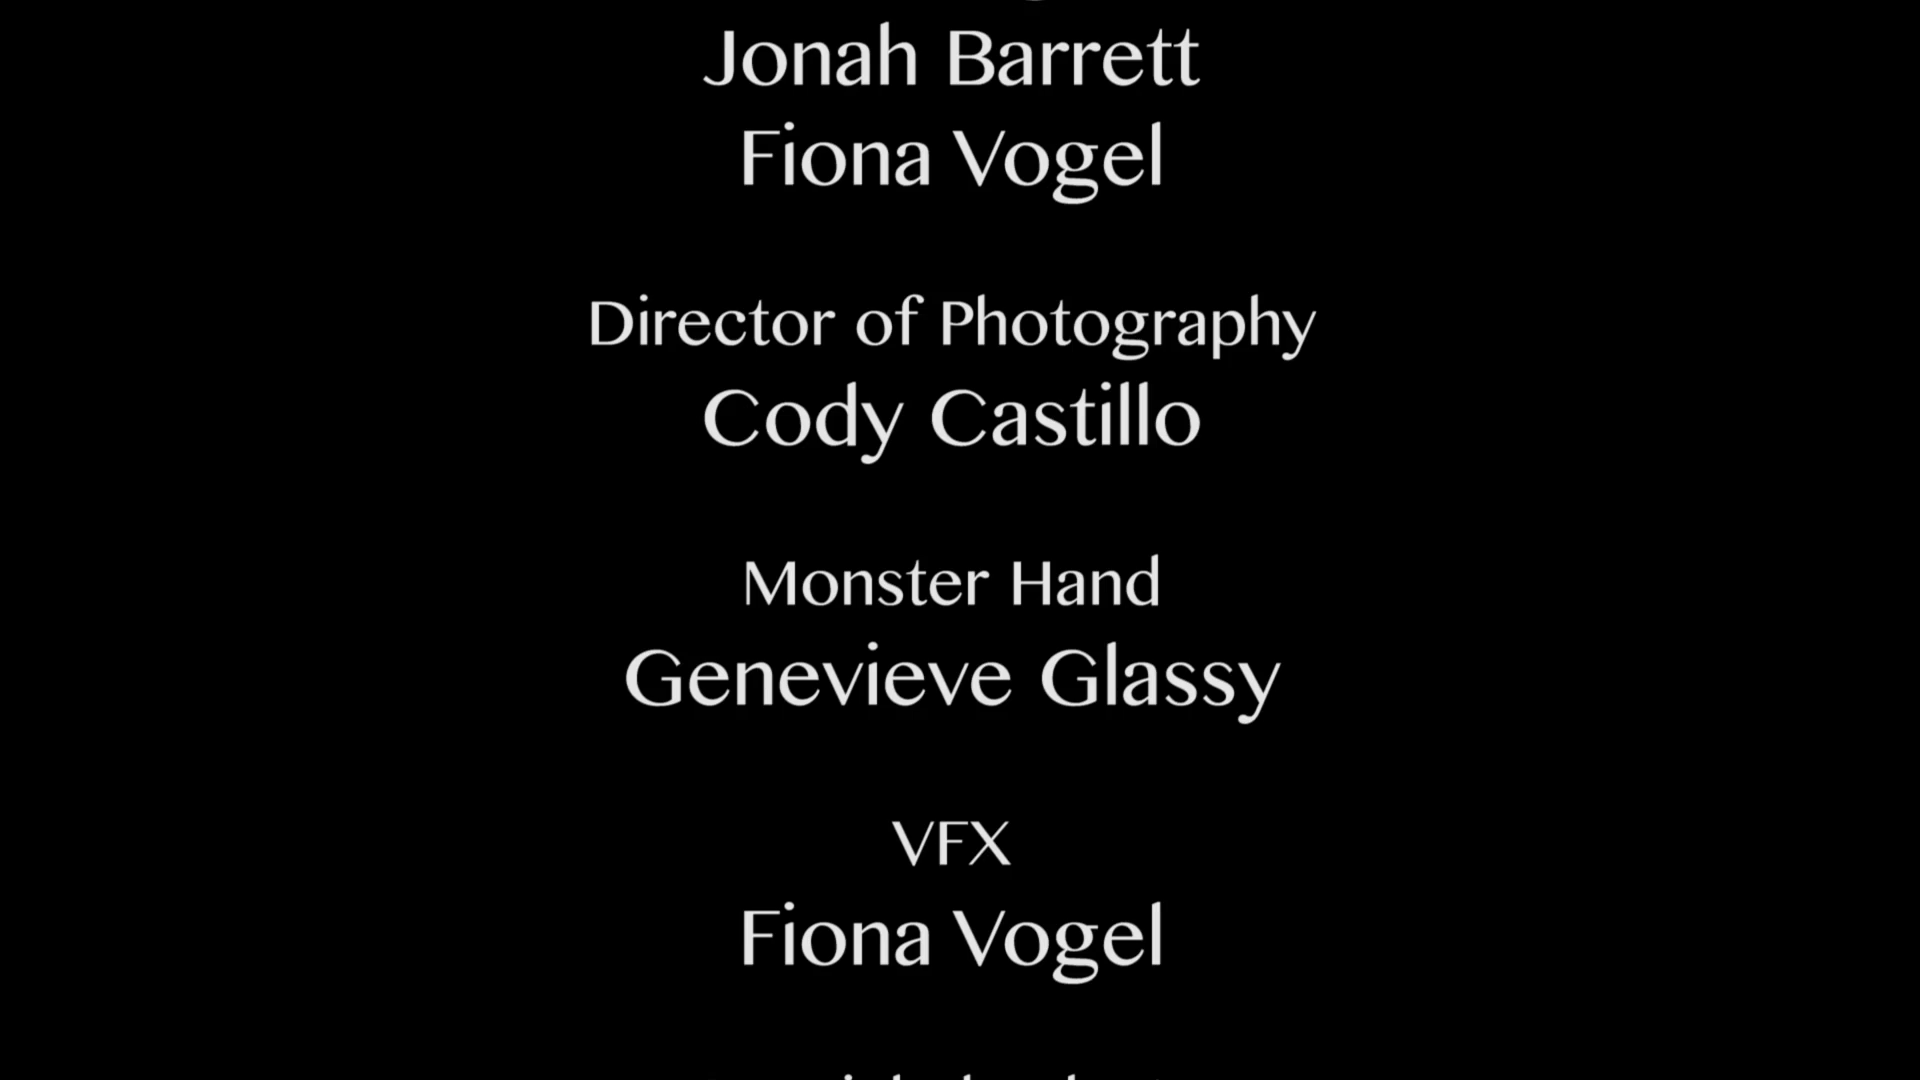 Jonah Barrett
Fiona Vogel
Director of Photography
Cody Castillo
Monster Hand
Genevieve Glassy
VFX
Fiona Vogel